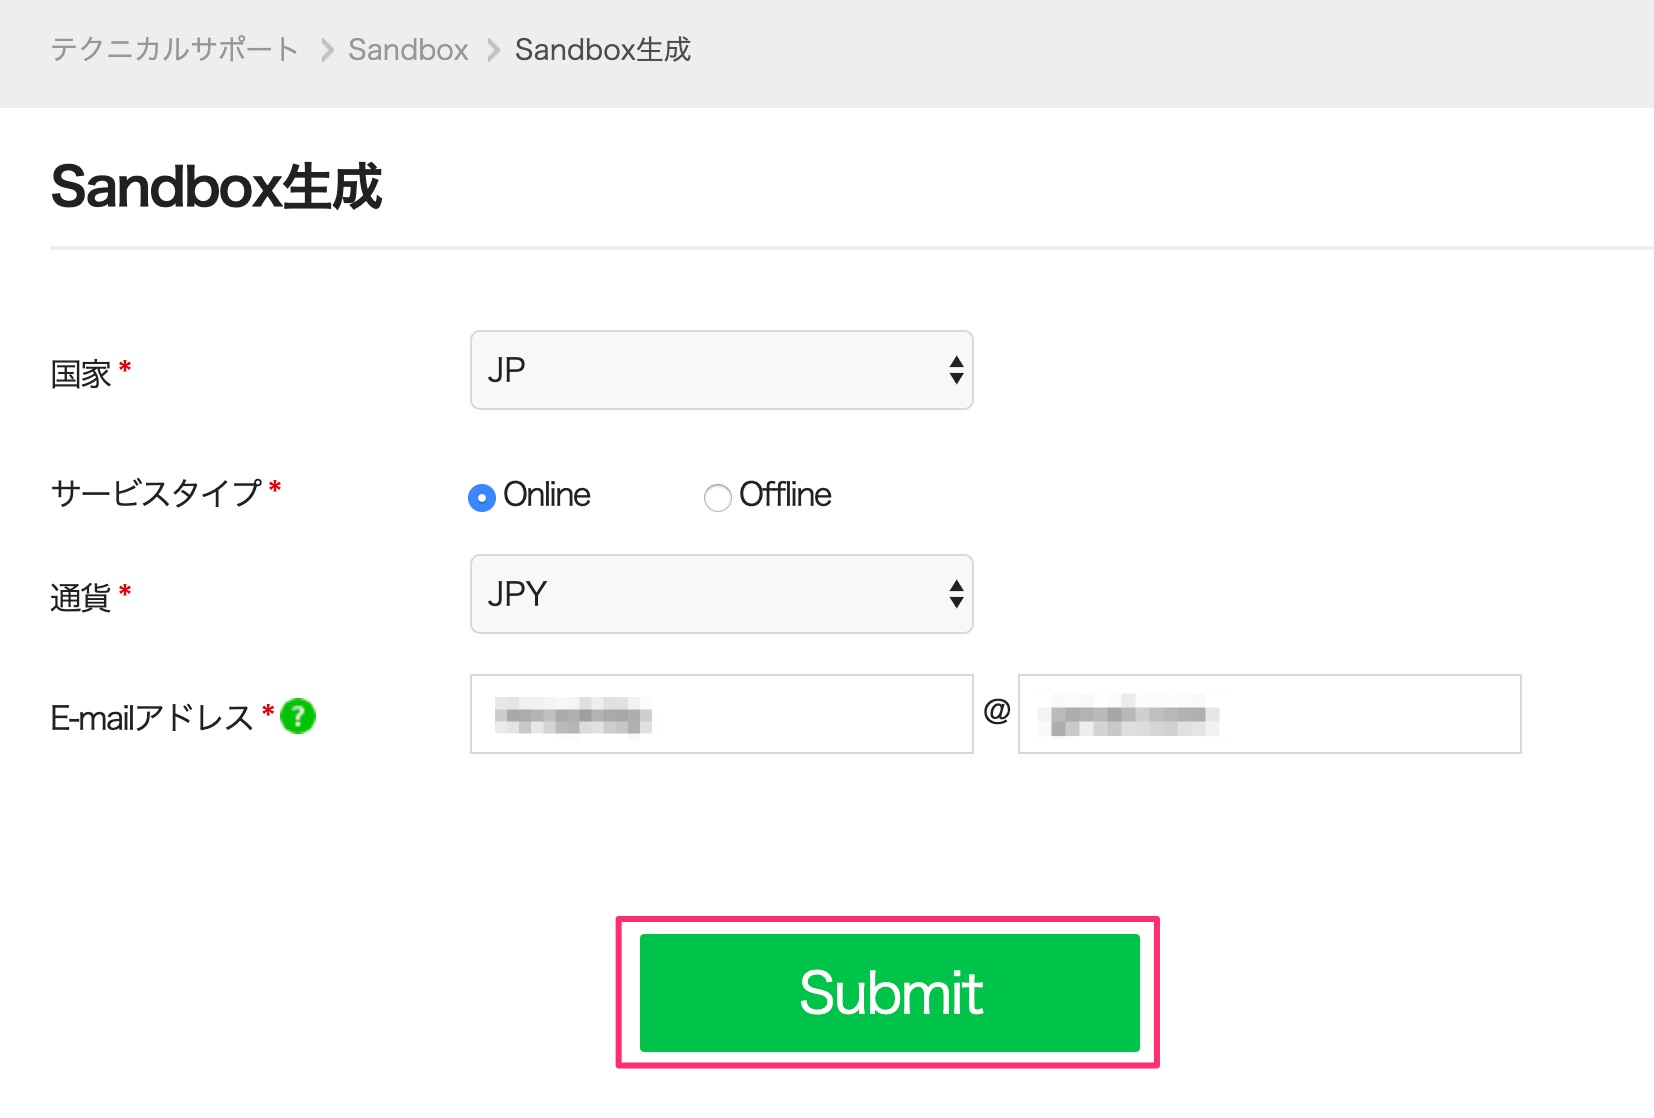 テクニカルサポート > Sandbox > Sandbox生成
Sandbox生成
国家 * JP
サービスタイプ * Online Offline
通貨 * JPY
E-mailアドレス * ? @
Submit